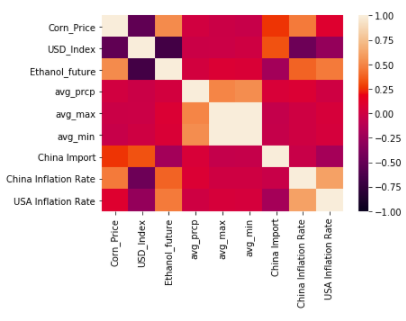 Corn_Price
USD_Index
Ethanol_future
avg_prcp
avg_max
avg_min
China Import
China Inflation Rate
USA Inflation Rate
Corn_Price
USD_Index
Ethanol_future
avg_prcp
avg_max
avg_min
China Import
China Inflation Rate
USA Inflation Rate
1.00
0.75
0.50
0.25
0.00
−0.25
−0.50
−0.75
−1.00